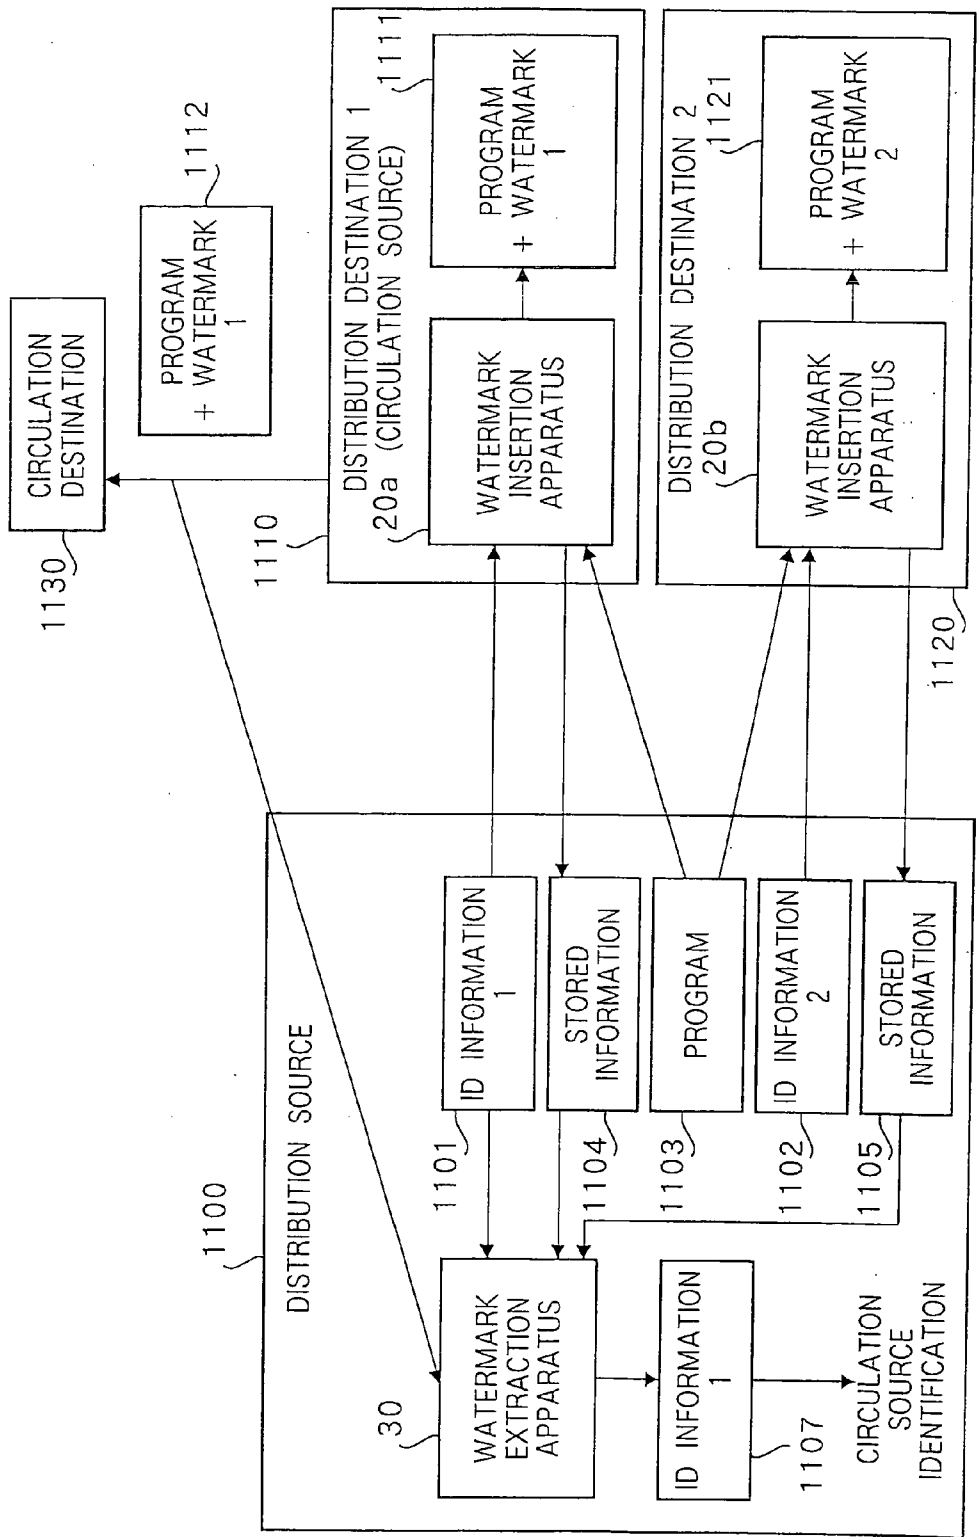 1100
DISTRIBUTION SOURCE
30
WATERMARK
EXTRACTION
APPARATUS
ID INFORMATION
1
1107
CIRCULATION
SOURCE
IDENTIFICATION
1101
ID INFORMATION
1
1104
STORED
INFORMATION
1103
PROGRAM
1102
ID INFORMATION
2
1105
STORED
INFORMATION
1130
CIRCULATION
DESTINATION
PROGRAM
+ WATERMARK
1
1112
1110
DISTRIBUTION DESTINATION 1
20a (CIRCULATION SOURCE)
WATERMARK
INSERTION
APPARATUS
PROGRAM
+ WATERMARK
1
1111
1120
DISTRIBUTION DESTINATION 2
20b
WATERMARK
INSERTION
APPARATUS
PROGRAM
+ WATERMARK
2
1121